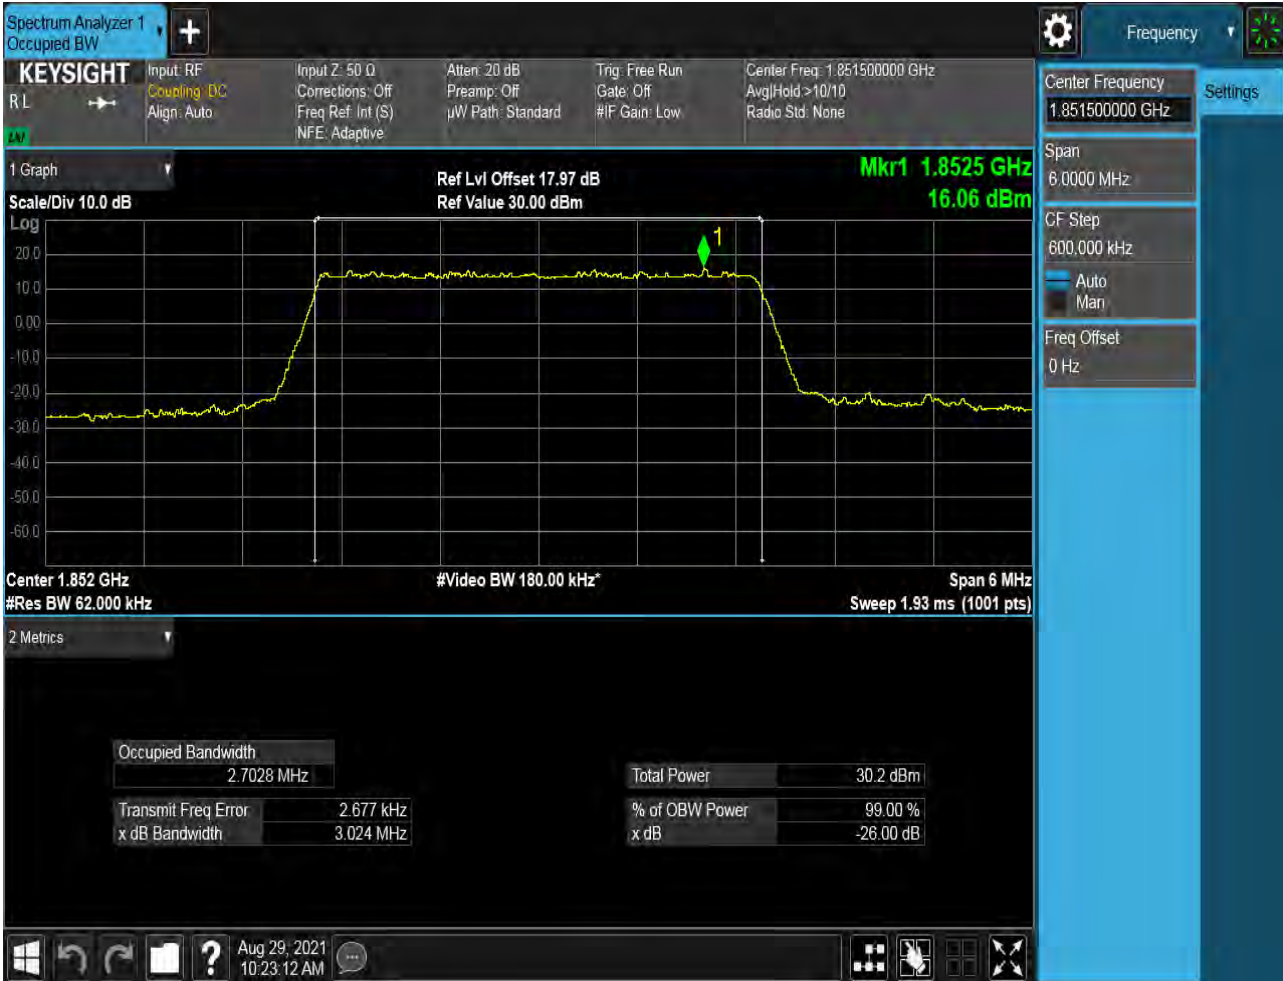 Spectrum Analyzer 1
Occupied BW
Frequency
KEYSIGHT
R L
Input: RF
Coupling: DC
Align: Auto
Input Z: 50 Ω
Corrections: Off
Freq Ref: Int (S)
NFE: Adaptive
Atten: 20 dB
Preamp: Off
µW Path: Standard
Trig: Free Run
Gate: Off
#IF Gain: Low
Center Freq: 1.851500000 GHz
Avg|Hold:>10/10
Radio Std: None
Center Frequency
1.851500000 GHz
Settings
Span
6.0000 MHz
CF Step
600.000 kHz
Auto
Man
Freq Offset
0 Hz
1 Graph
Scale/Div 10.0 dB
Log
Ref Lvl Offset 17.97 dB
Ref Value 30.00 dBm
Mkr1 1.8525 GHz
16.06 dBm
1
20.0
10.0
0.00
-10.0
-20.0
-30.0
-40.0
-50.0
-60.0
Center 1.852 GHz
#Res BW 62.000 kHz
#Video BW 180.00 kHz*
Span 6 MHz
Sweep 1.93 ms (1001 pts)
2 Metrics
Occupied Bandwidth
2.7028 MHz
Transmit Freq Error 2.677 kHz
x dB Bandwidth 3.024 MHz
Total Power 30.2 dBm
% of OBW Power 99.00 %
x dB -26.00 dB
?
Aug 29, 2021
10:23:12 AM